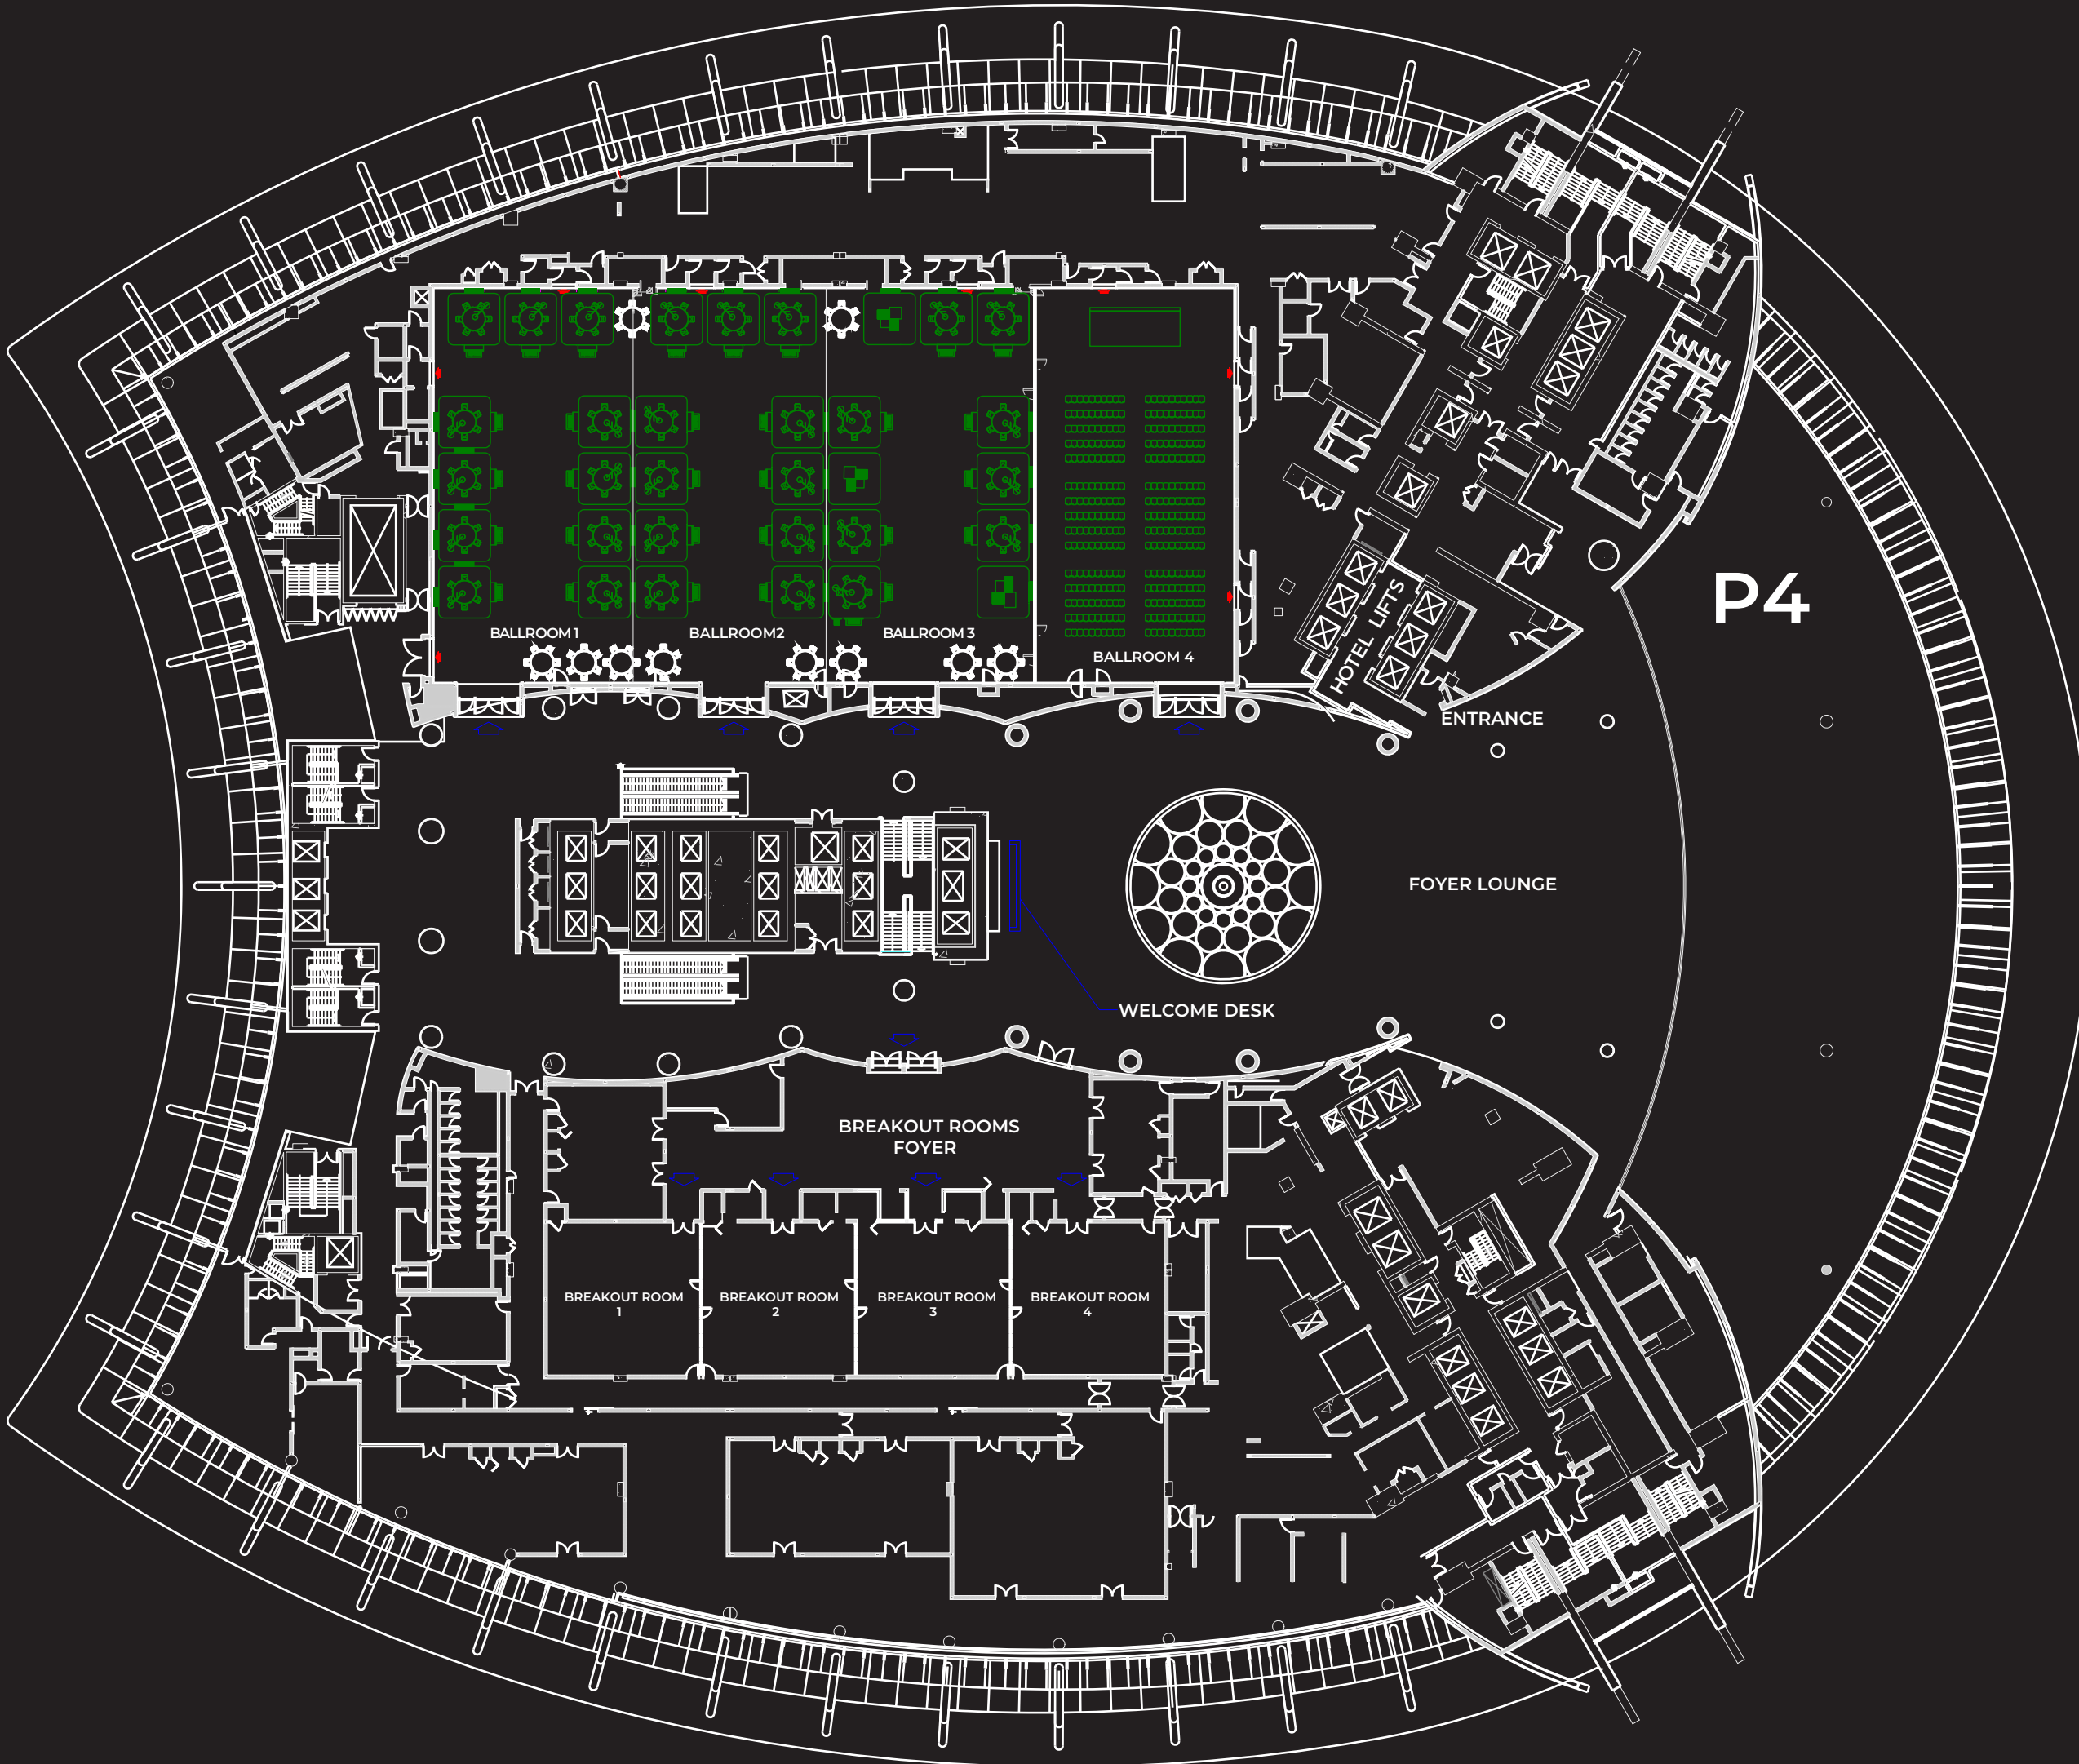 P4
BALLROOM 1
BALLROOM2
BALLROOM 3
BALLROOM 4
HOTEL LIFTS
ENTRANCE
FOYER LOUNGE
WELCOME DESK
BREAKOUT ROOMS
FOYER
BREAKOUT ROOM
1
BREAKOUT ROOM
2
BREAKOUT ROOM
3
BREAKOUT ROOM
4